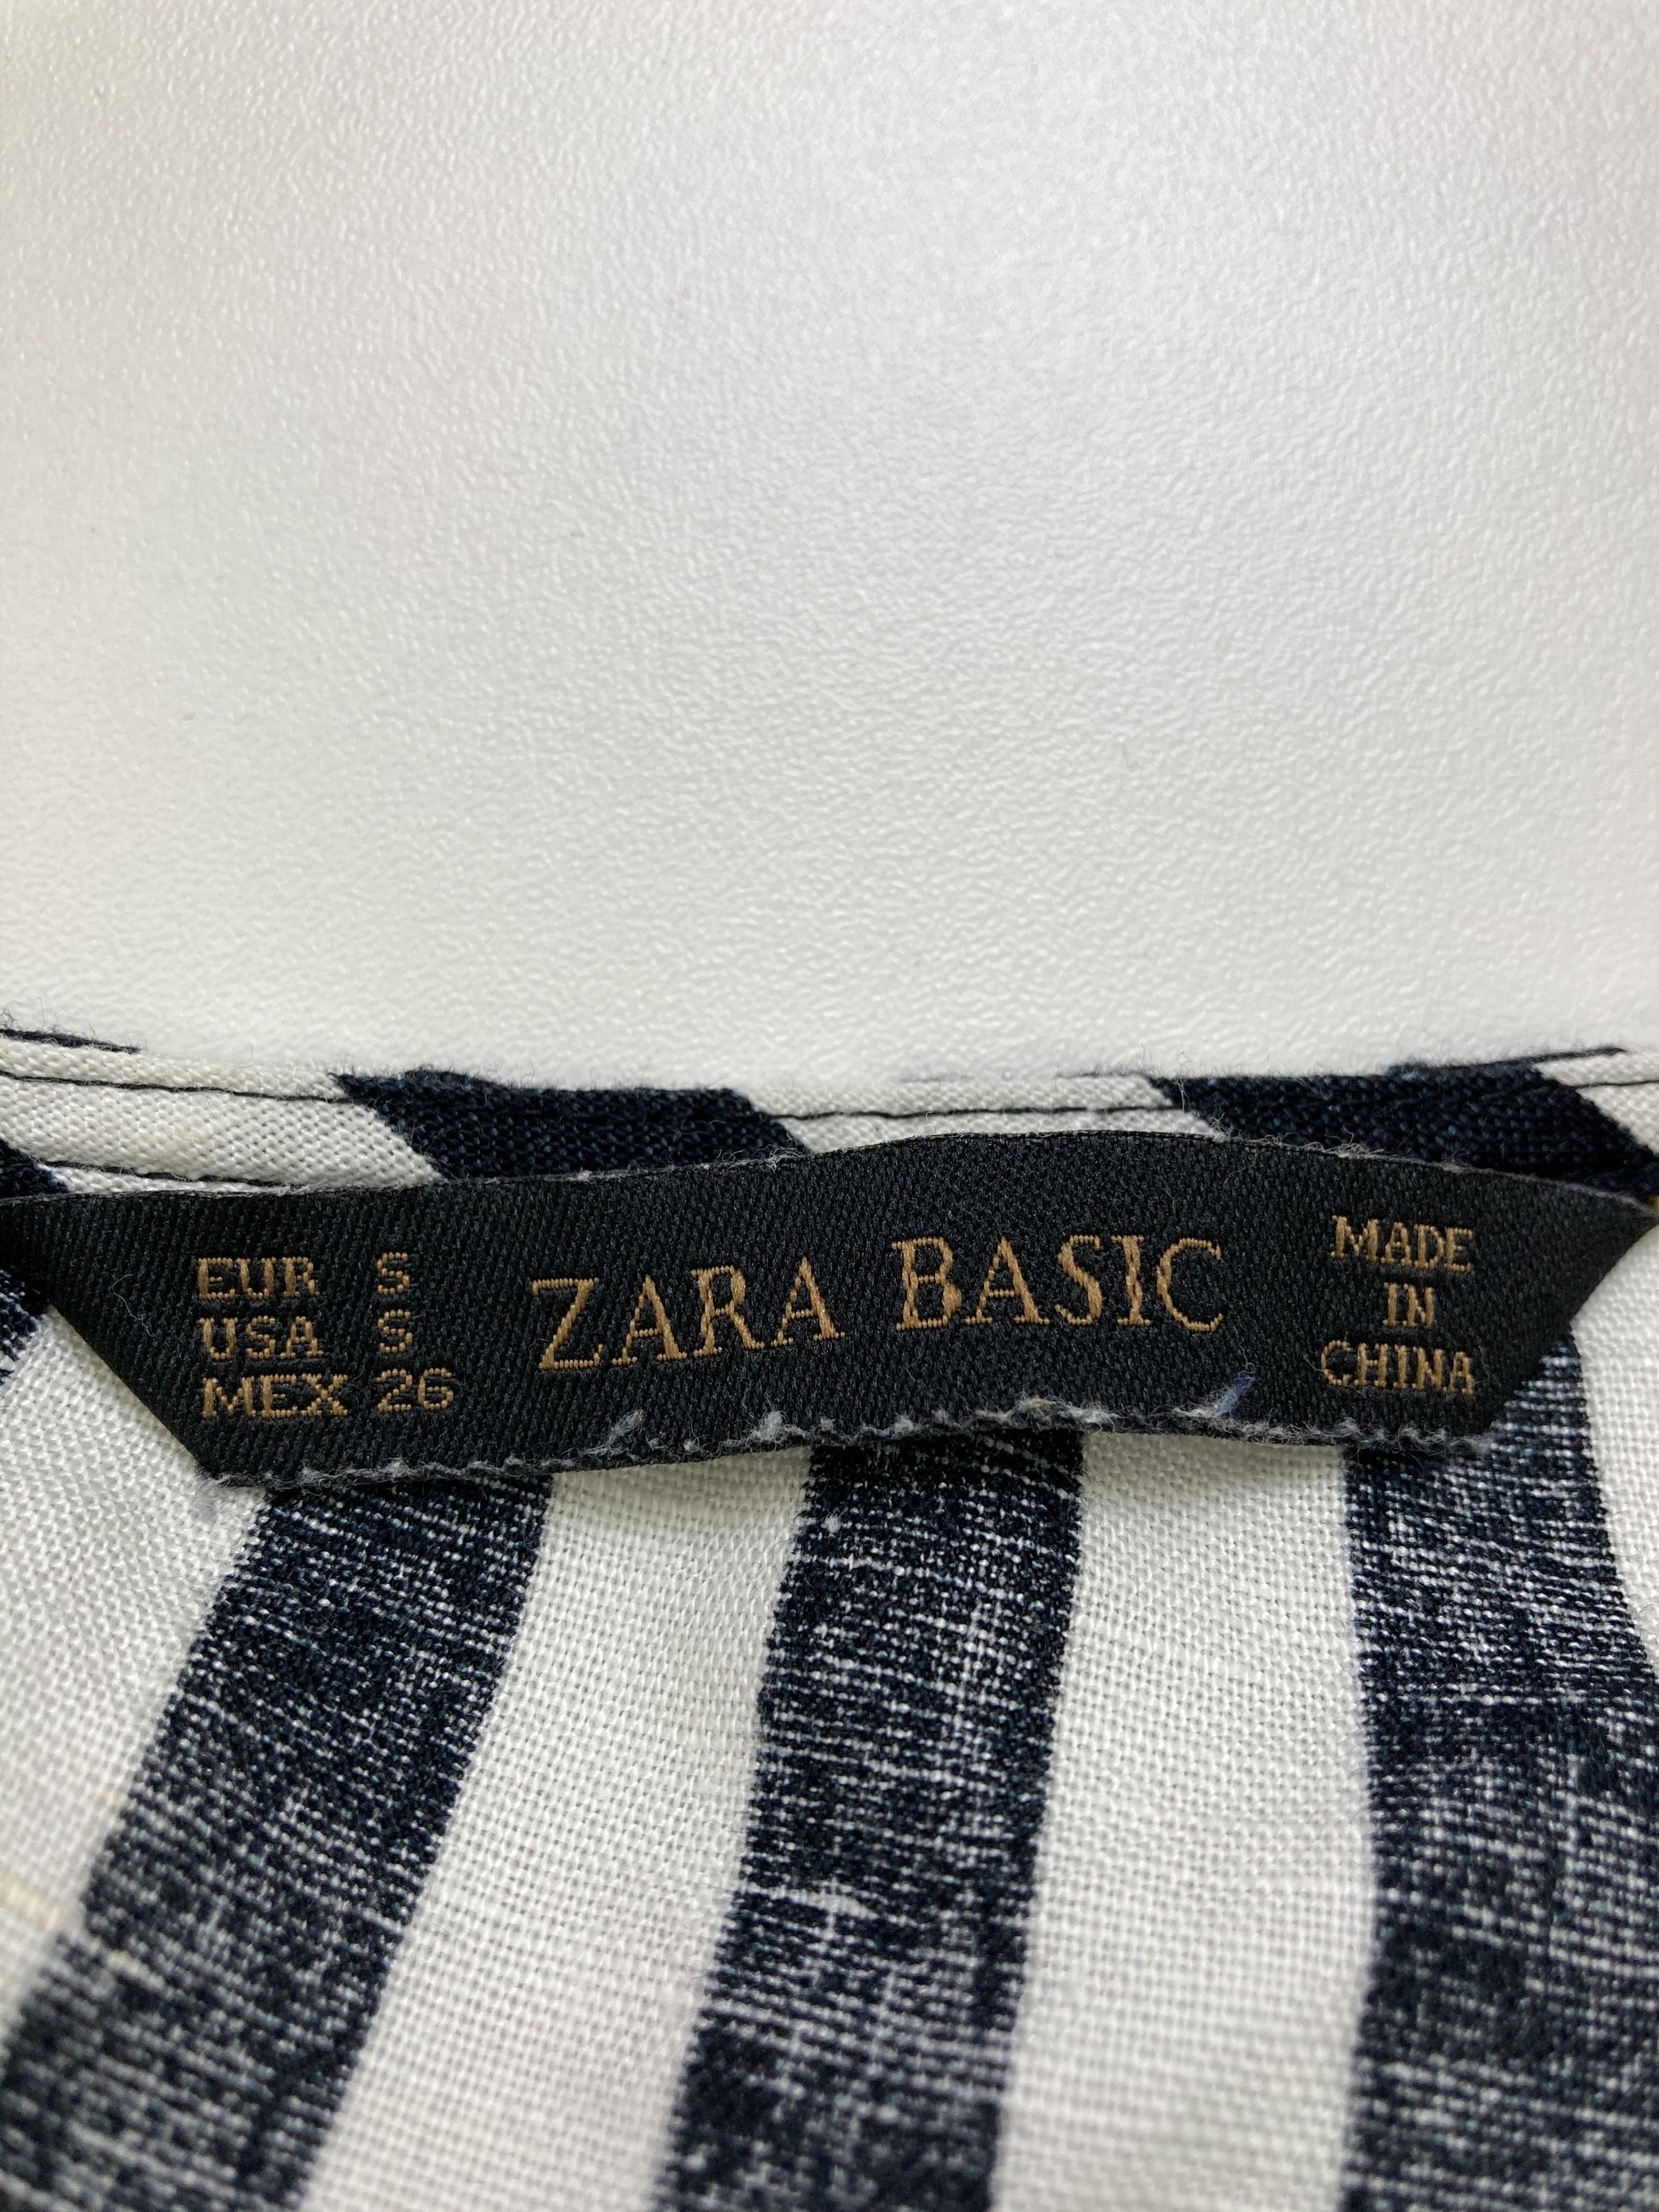 EUR S
USA S
MEX 26
ZARA BASIC
MADE
IN
CHINA